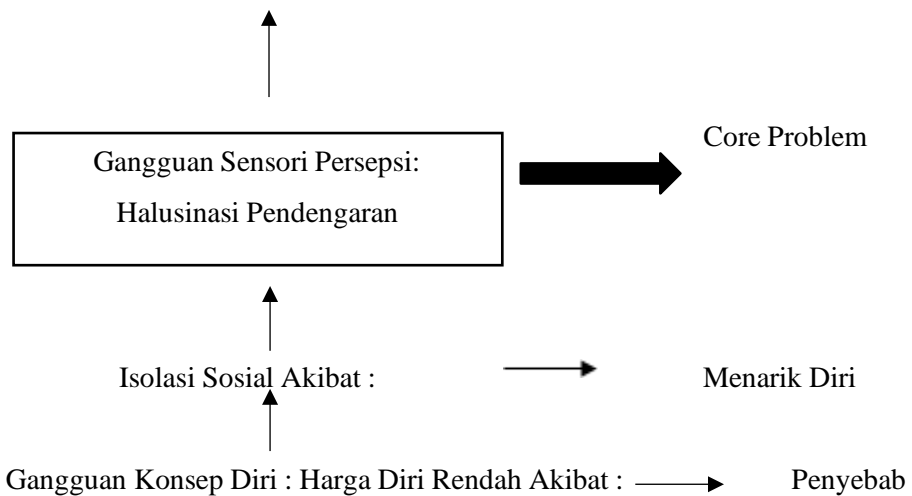 Core Problem
Gangguan Sensori Persepsi:
Halusinasi Pendengaran
Isolasi Sosial Akibat :
Menarik Diri
Gangguan Konsep Diri : Harga Diri Rendah Akibat :
Penyebab